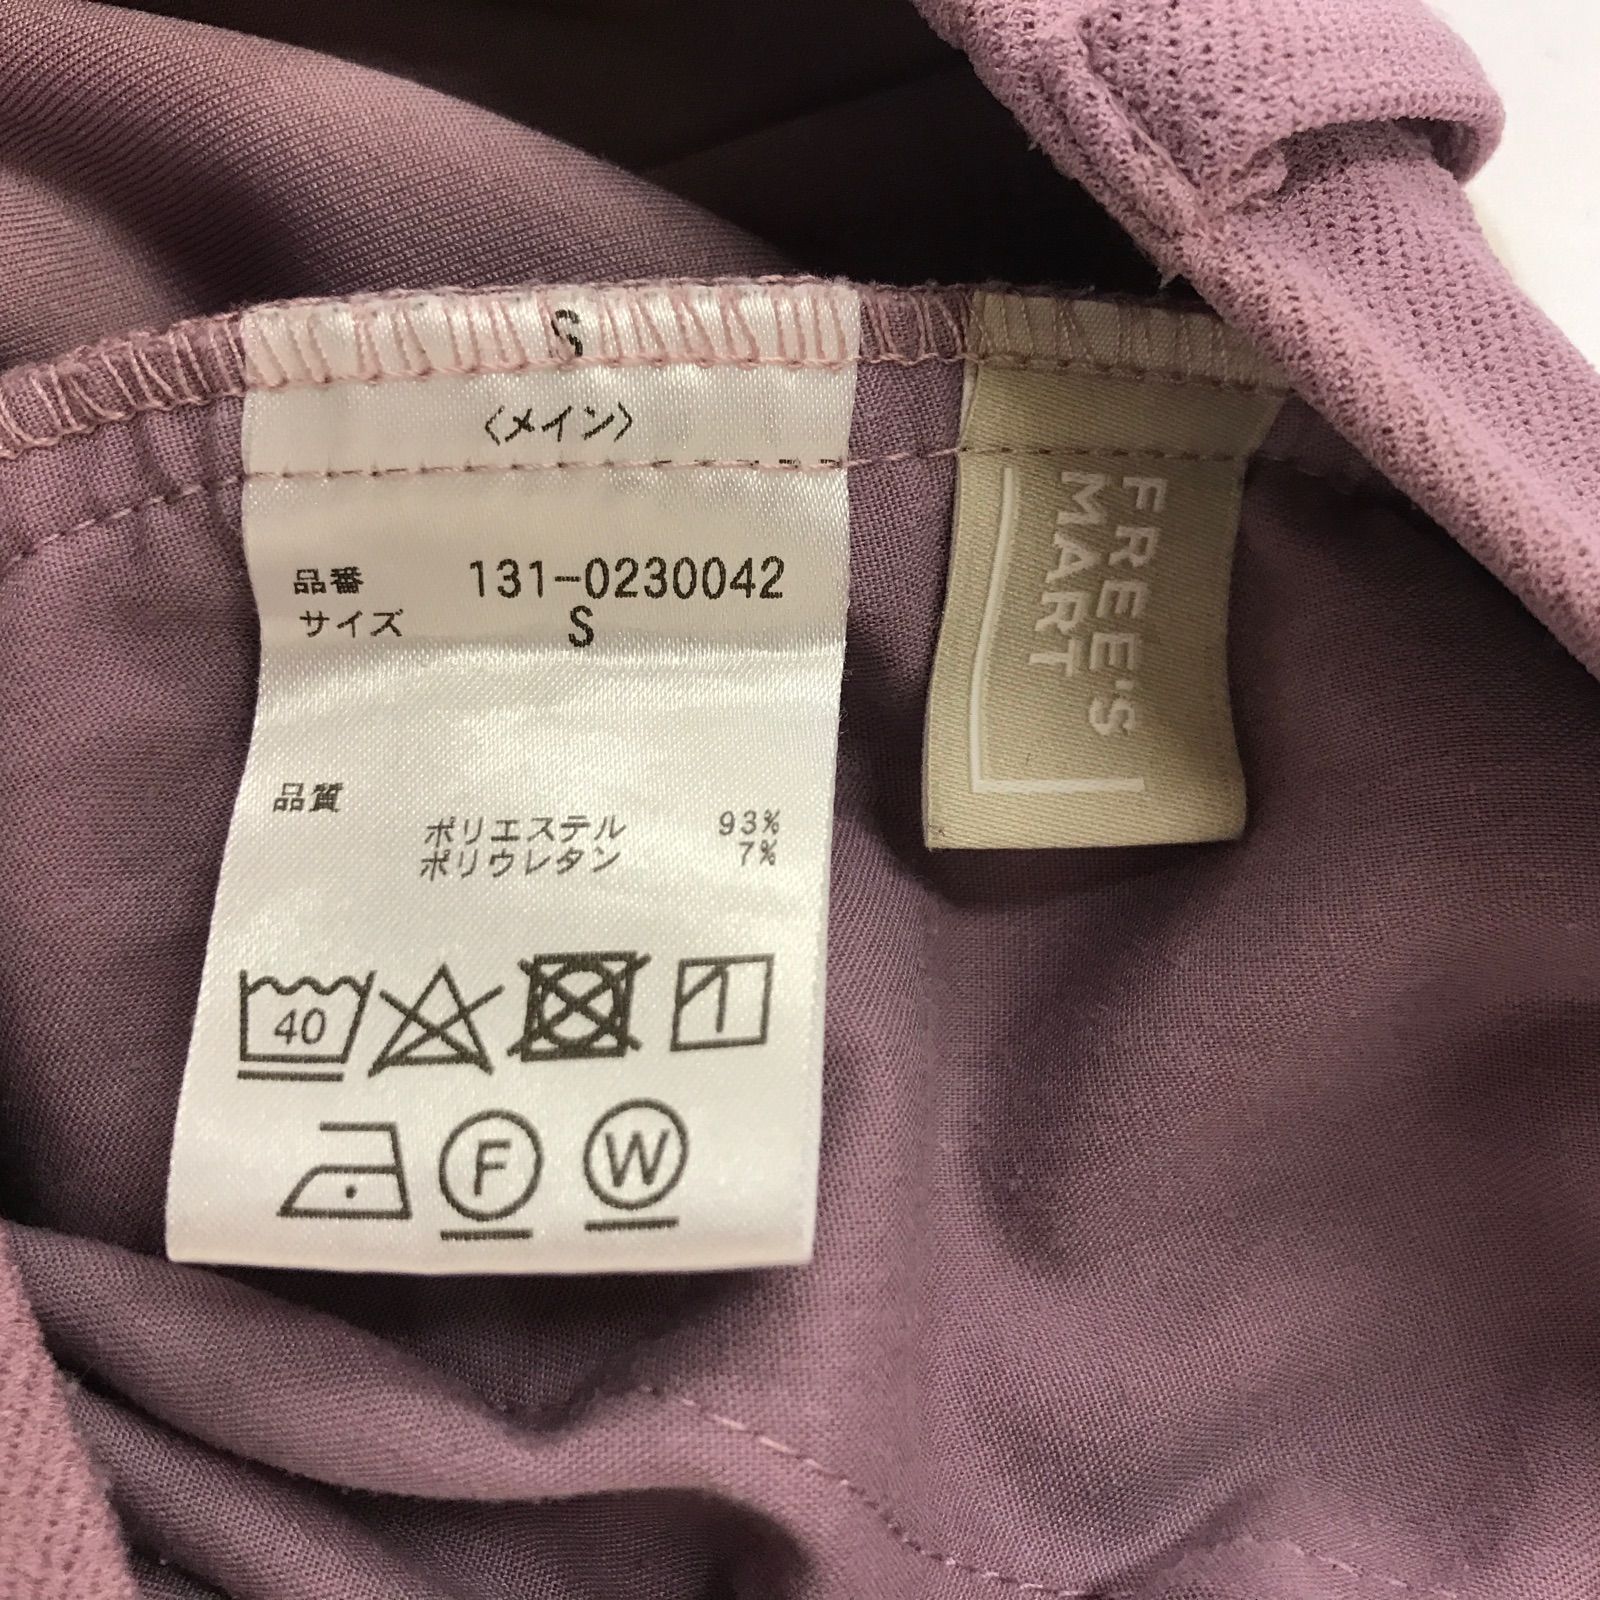 S
〈メイン〉
品番 131-0230042
サイズ S
品質
ポリエステル 93%
ポリウレタン 7%
40
F
W
FREE'S
MART